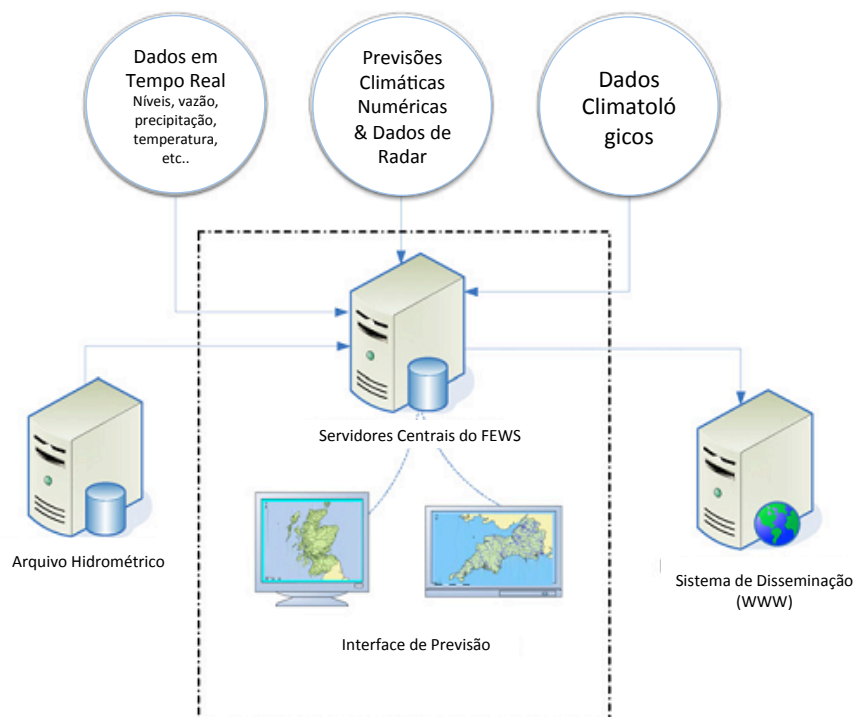 Dados em
Tempo Real
Níveis, vazão,
precipitação,
temperatura,
etc..
Previsões
Climáticas
Numéricas
& Dados de
Radar
Dados
Climatoló
gicos
Servidores Centrais do FEWS
Arquivo Hidrométrico
Sistema de Disseminação
(WWW)
Interface de Previsão